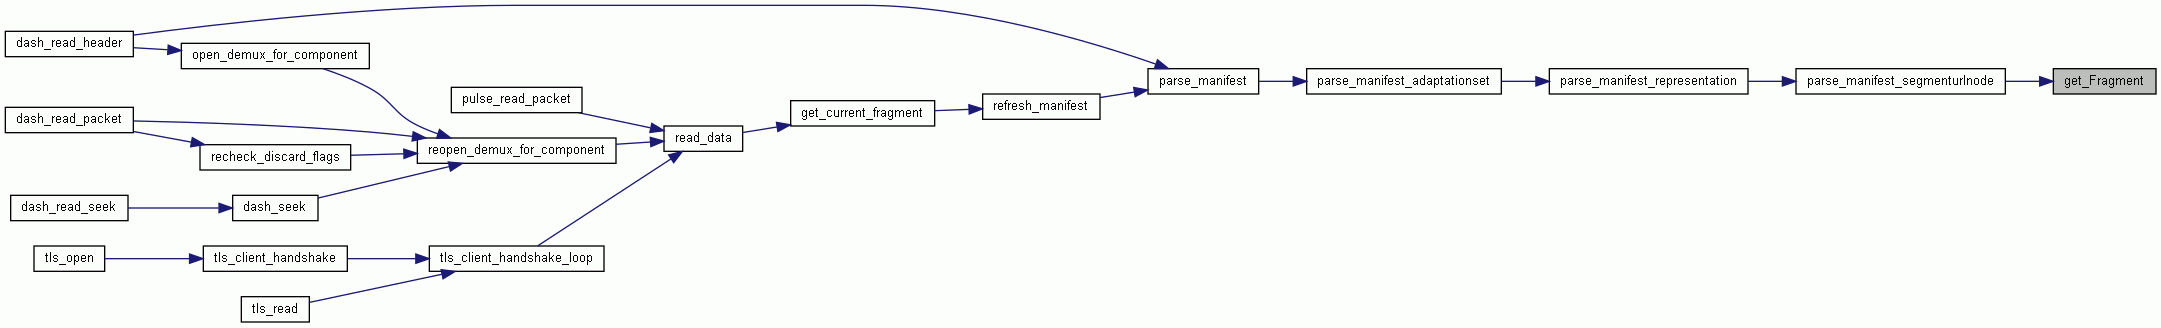 dash_read_header
open_demux_for_component
dash_read_packet
recheck_discard_flags
dash_read_seek
dash_seek
tls_open
tls_client_handshake
tls_client_handshake_loop
tls_read
pulse_read_packet
reopen_demux_for_component
read_data
get_current_fragment
refresh_manifest
parse_manifest
parse_manifest_adaptationset
parse_manifest_representation
parse_manifest_segmenturlnode
get_Fragment